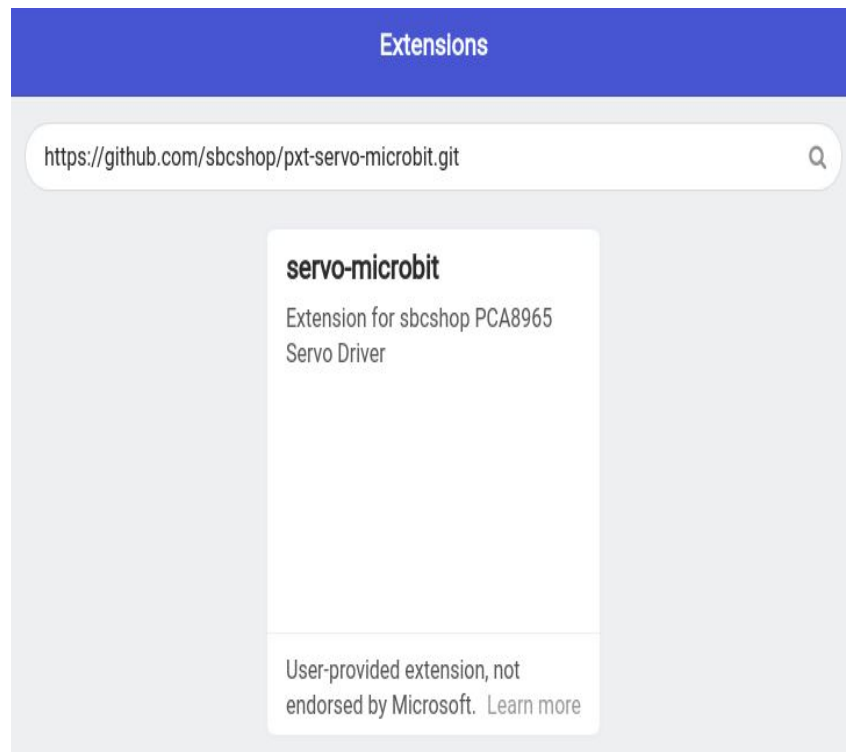 Extensions
https://github.com/sbcshop/pxt-servo-microbit.git
servo-microbit
Extension for sbcshop PCA8965
Servo Driver
User-provided extension, not
endorsed by Microsoft. Learn more